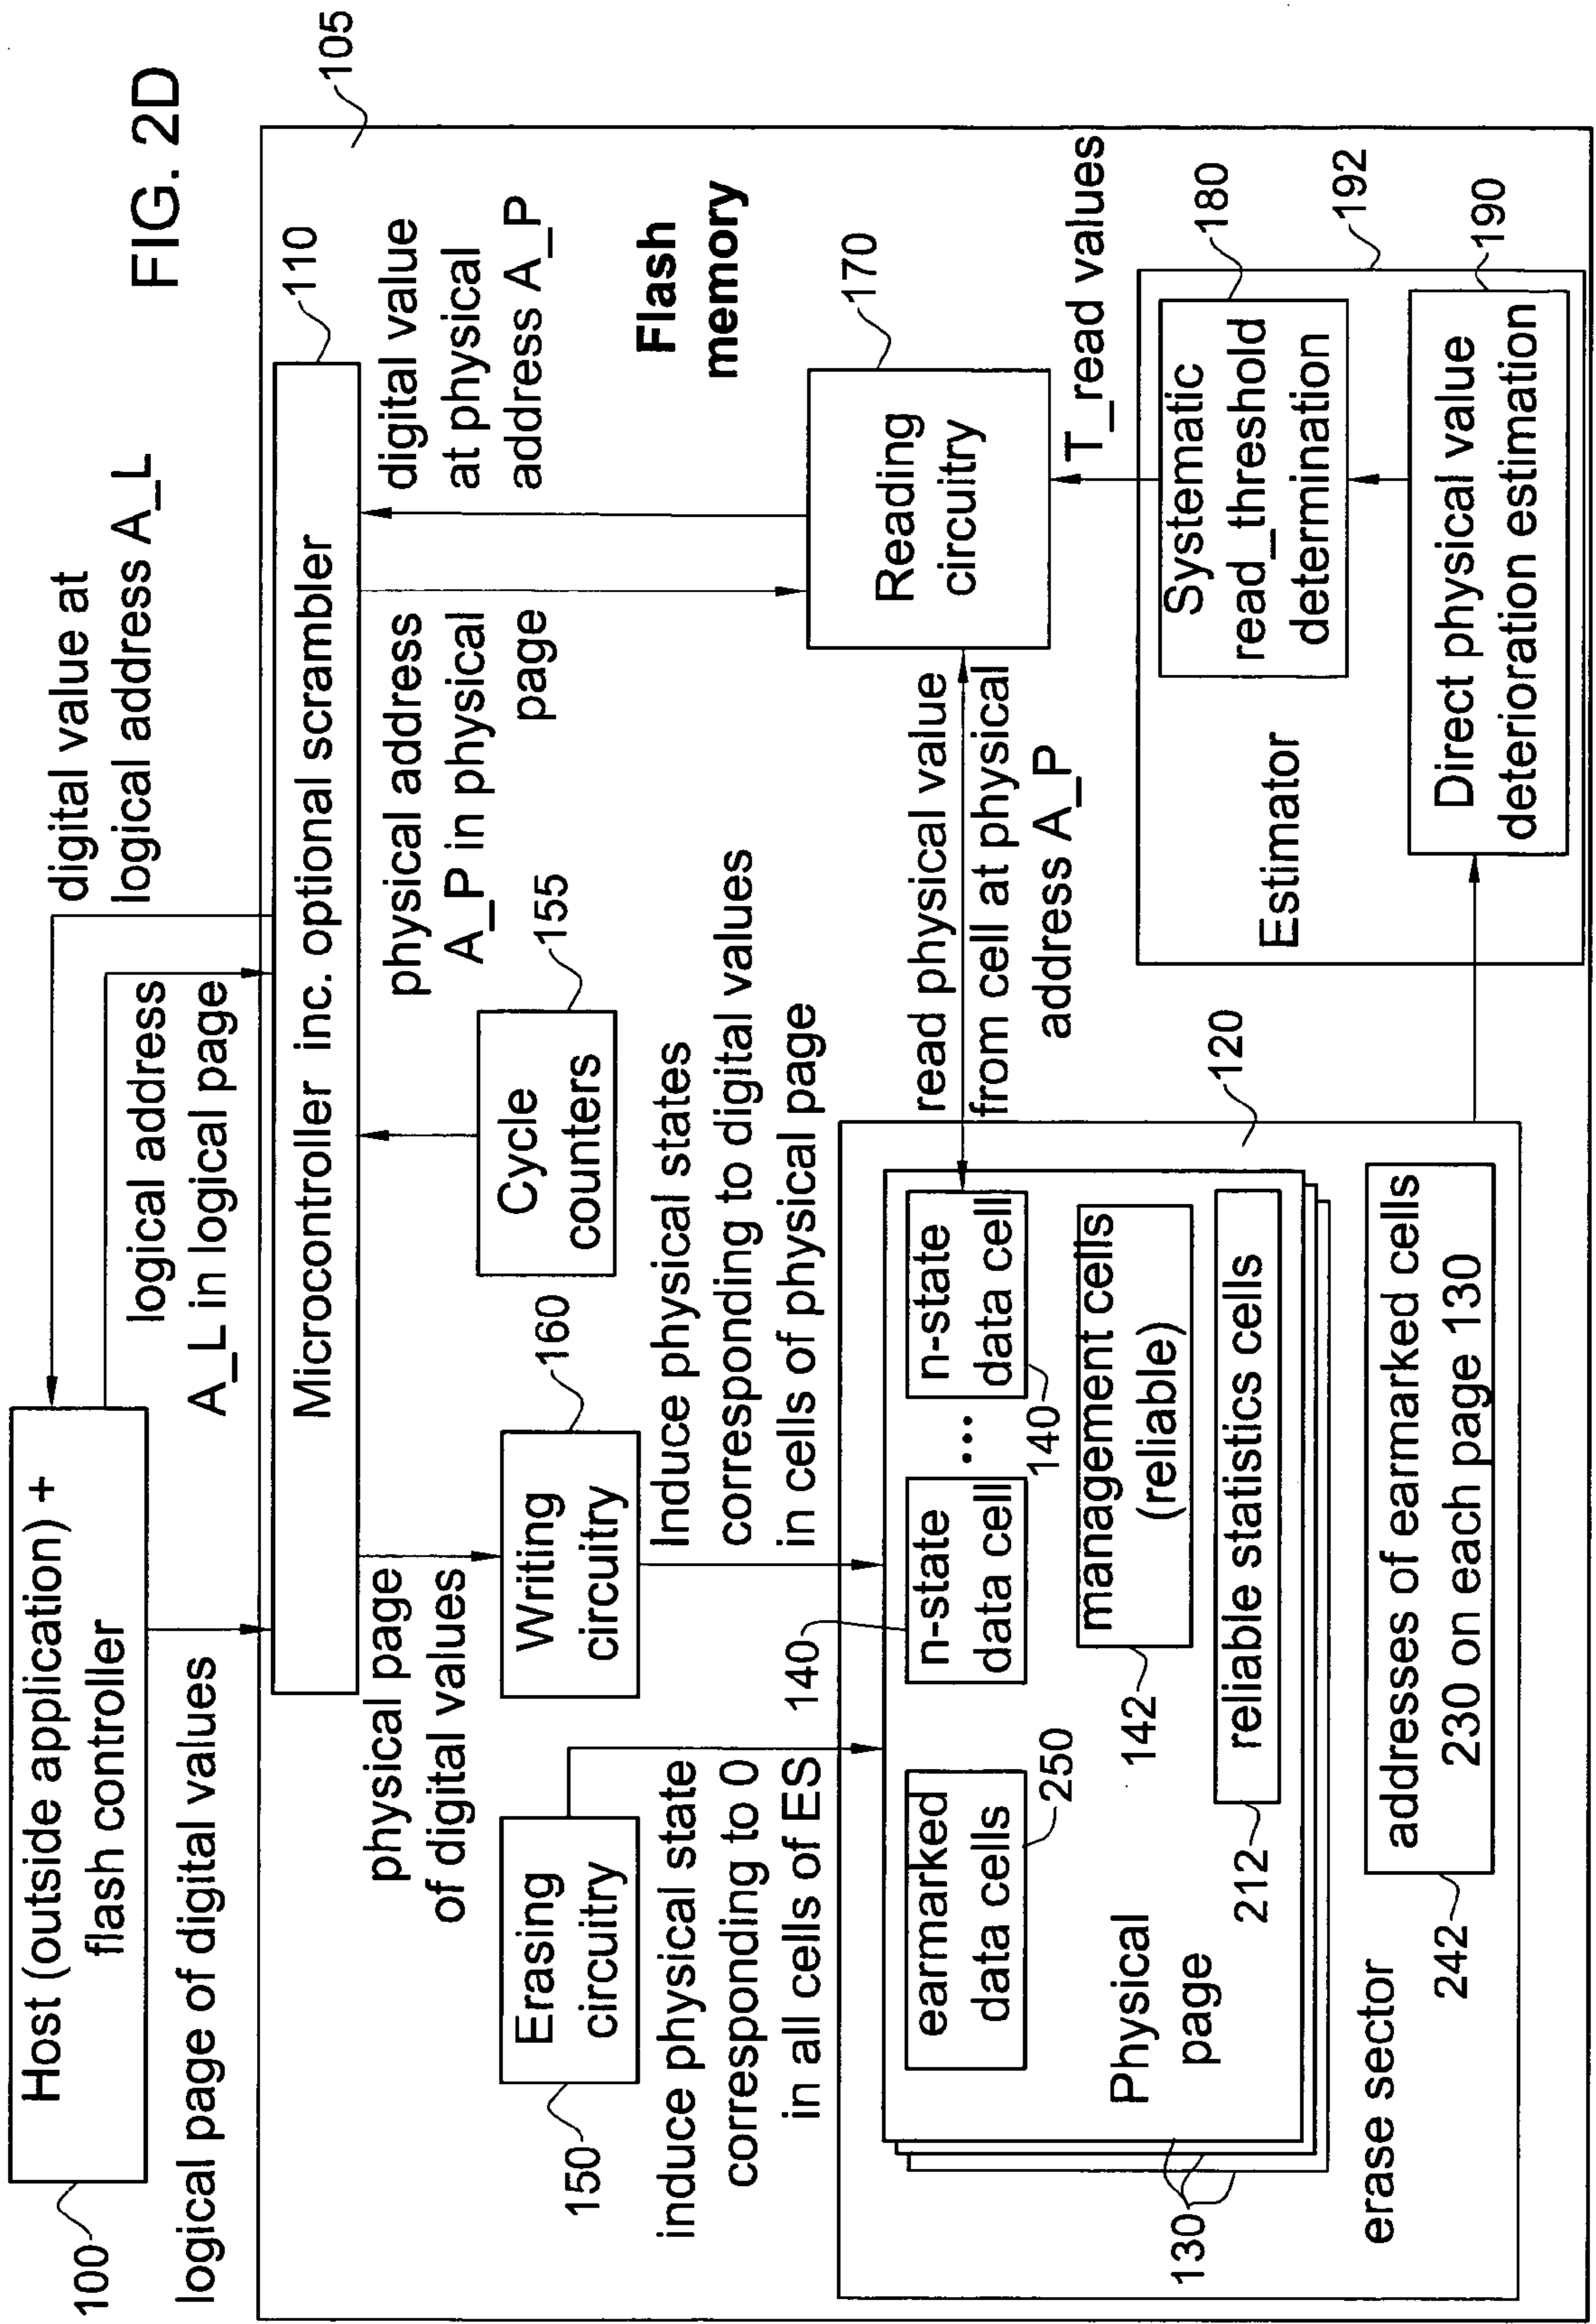 FIG. 2D
Host (outside application) +
flash controller
100
digital value at
logical address A_L
logical address
A_L in logical page
logical page of digital values
105
Microcontroller inc. optional scrambler
110
physical page
of digital values
physical address
A_P in physical
page
digital value
at physical
address A_P
Flash
memory
Erasing
circuitry
150
Writing
circuitry
160
Cycle
counters
155
Reading
circuitry
170
induce physical state
corresponding to 0
in all cells of ES
Induce physical states
corresponding to digital values
in cells of physical page
read physical value
from cell at physical
address A_P
T_read values
earmarked
data cells
250
n-state
data cell
140
...
n-state
data cell
140
management cells
(reliable)
142
reliable statistics cells
212
Physical
page
130
120
erase sector
addresses of earmarked cells
230 on each page 130
242
Estimator
Systematic
read_threshold
determination
180
192
Direct physical value
deterioration estimation
190